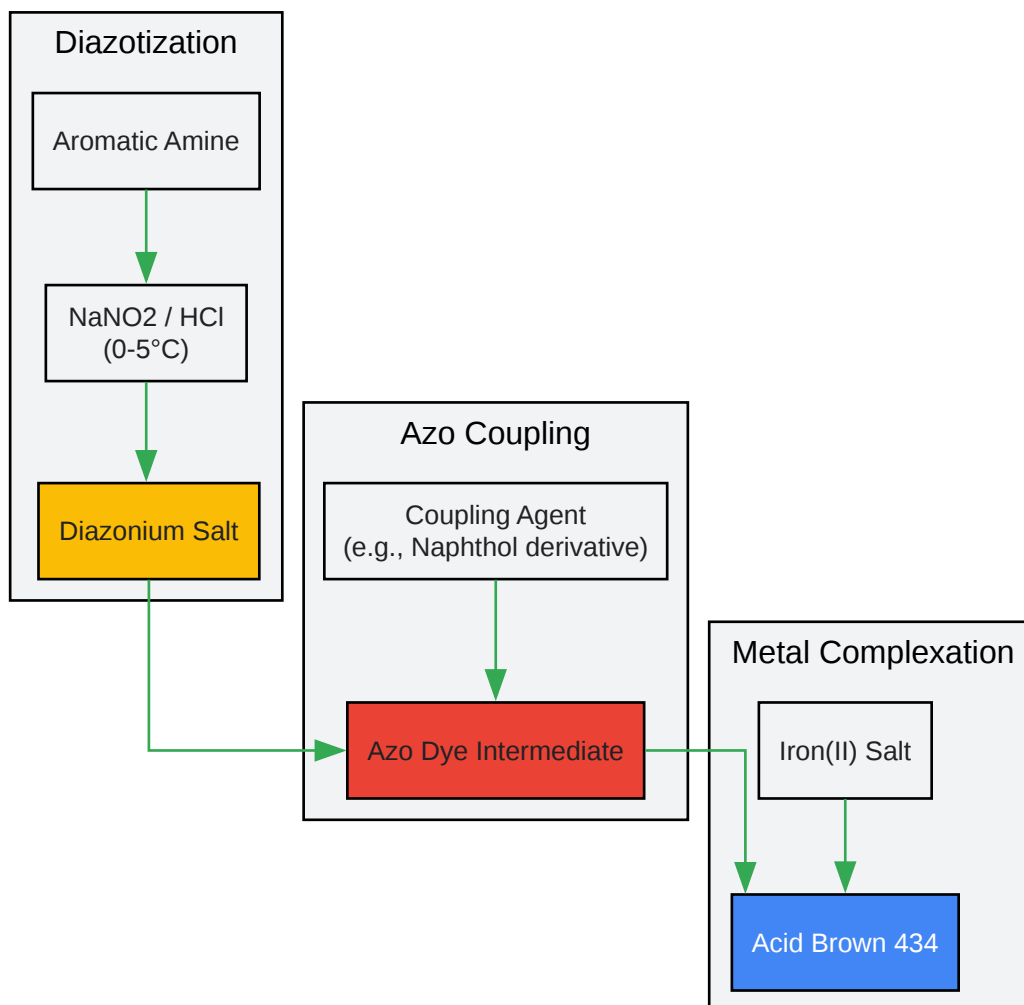 Diazotization
Aromatic Amine
NaNO2 / HCl
(0-5°C)
Diazonium Salt
Azo Coupling
Coupling Agent
(e.g., Naphthol derivative)
Azo Dye Intermediate
Metal Complexation
Iron(II) Salt
Acid Brown 434